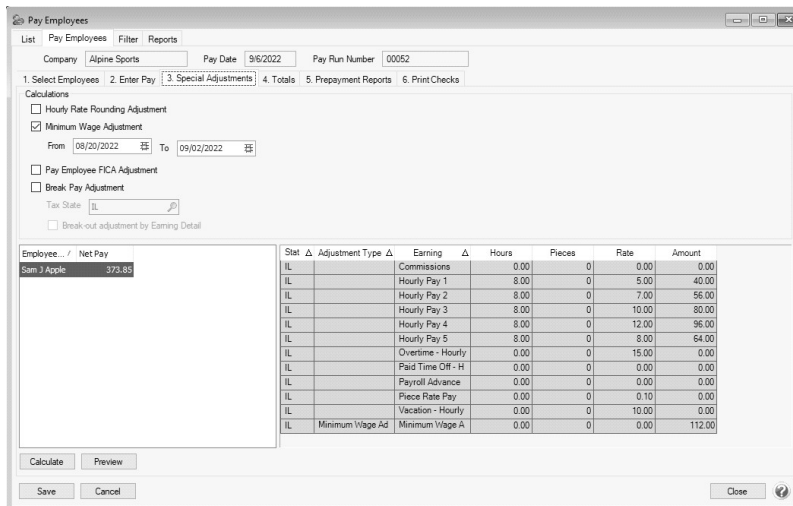 Pay Employees
List Pay Employees Filter Reports
Company Alpine Sports Pay Date 9/6/2022 Pay Run Number 00052
1. Select Employees 2. Enter Pay 3. Special Adjustments 4. Totals 5. Prepayment Reports 6. Print Checks
Calculations
Hourly Rate Rounding Adjustment
Minimum Wage Adjustment
From 08/20/2022 To 09/02/2022
Pay Employee FICA Adjustment
Break Pay Adjustment
Tax State IL
Break-out adjustment by Earning Detail
Employee... / Net Pay
Sam J Apple 373.85
Stat Adjustment Type Earning Hours Pieces Rate Amount
IL Commissions 0.00 0 0.00 0.00
IL Hourly Pay 1 8.00 0 5.00 40.00
IL Hourly Pay 2 8.00 0 7.00 56.00
IL Hourly Pay 3 8.00 0 10.00 80.00
IL Hourly Pay 4 8.00 0 12.00 96.00
IL Hourly Pay 5 8.00 0 8.00 64.00
IL Overtime - Hourly 0.00 0 15.00 0.00
IL Paid Time Off - H 0.00 0 0.00 0.00
IL Payroll Advance 0.00 0 0.00 0.00
IL Piece Rate Pay 0.00 0 0.10 0.00
IL Vacation - Hourly 0.00 0 10.00 0.00
IL Minimum Wage Ad Minimum Wage A 0.00 0 0.00 112.00
Calculate Preview
Save Cancel Close ?